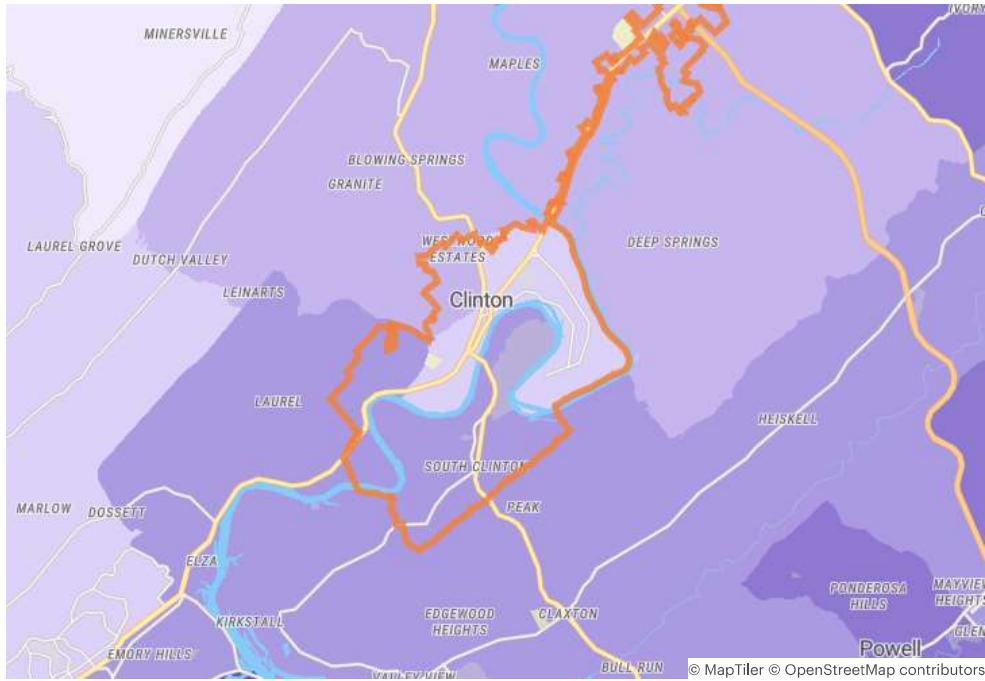 IVORY
MINERSVILLE
MAPLES
BLOWING SPRINGS
GRANITE
WESTWOOD
ESTATES
DEEP SPRINGS
LAUREL GROVE
DUTCH VALLEY
LEINARTS
Clinton
LAUREL
HEISKELL
SOUTH CLINTON
MARLOW
DOSSETT
PEAK
ELZA
PONDEROSA
HILLS
MAYVIEW
HEIGHTS
KIRKSTALL
EDGEWOOD
HEIGHTS
CLAXTON
GLEN
EMORY HILLS
Powell
VALLEY VIEW
BULL RUN
© MapTiler © OpenStreetMap contributors